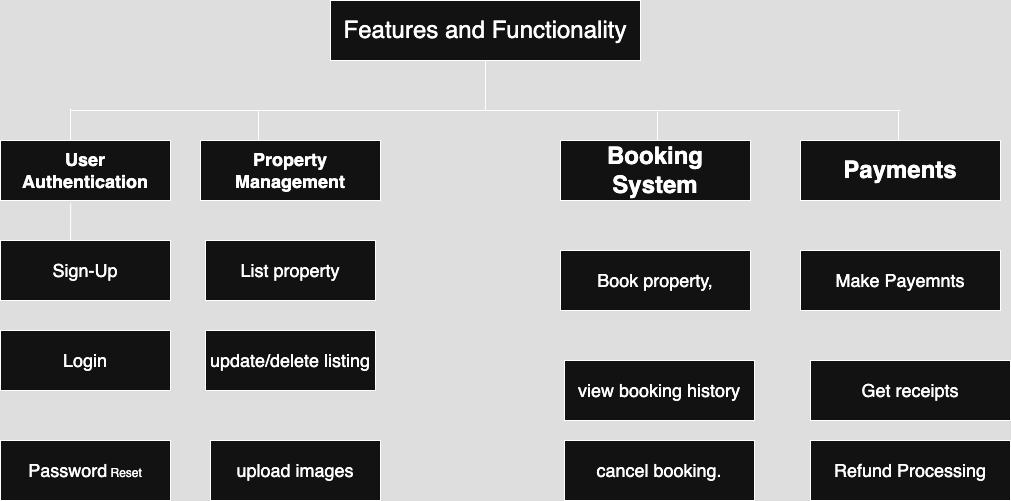 Features and Functionality
User
Authentication
Property
Management
Booking
System
Payments
Sign-Up
List property
Book property,
Make Payemnts
Login
update/delete listing
view booking history
Get receipts
Password Reset
upload images
cancel booking.
Refund Processing